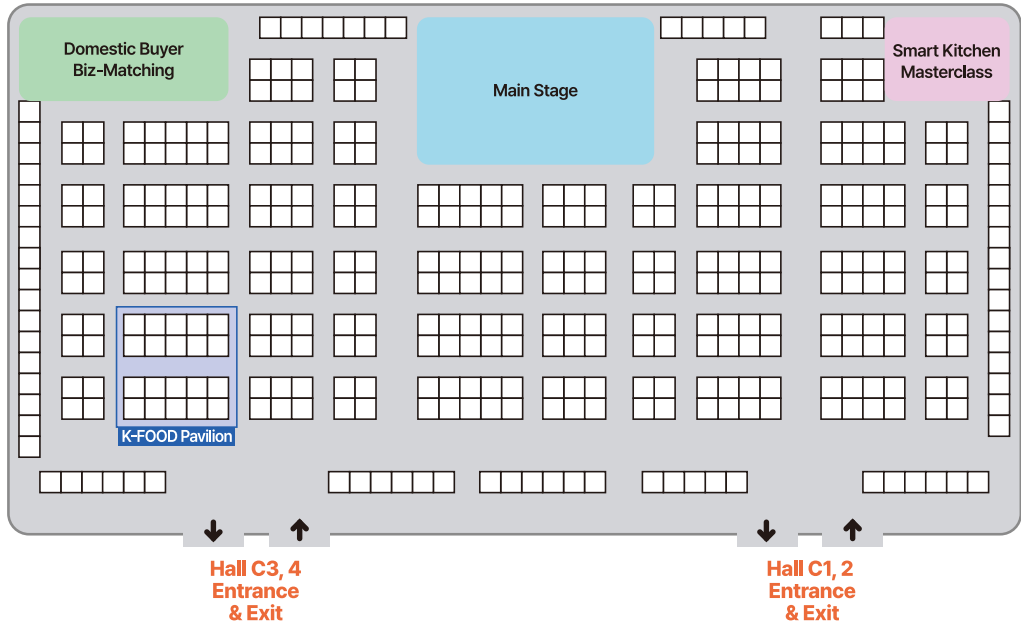 Domestic Buyer
Biz-Matching
Main Stage
Smart Kitchen
Masterclass
K-FOOD Pavilion
Hall C3, 4
Entrance
& Exit
Hall C1, 2
Entrance
& Exit